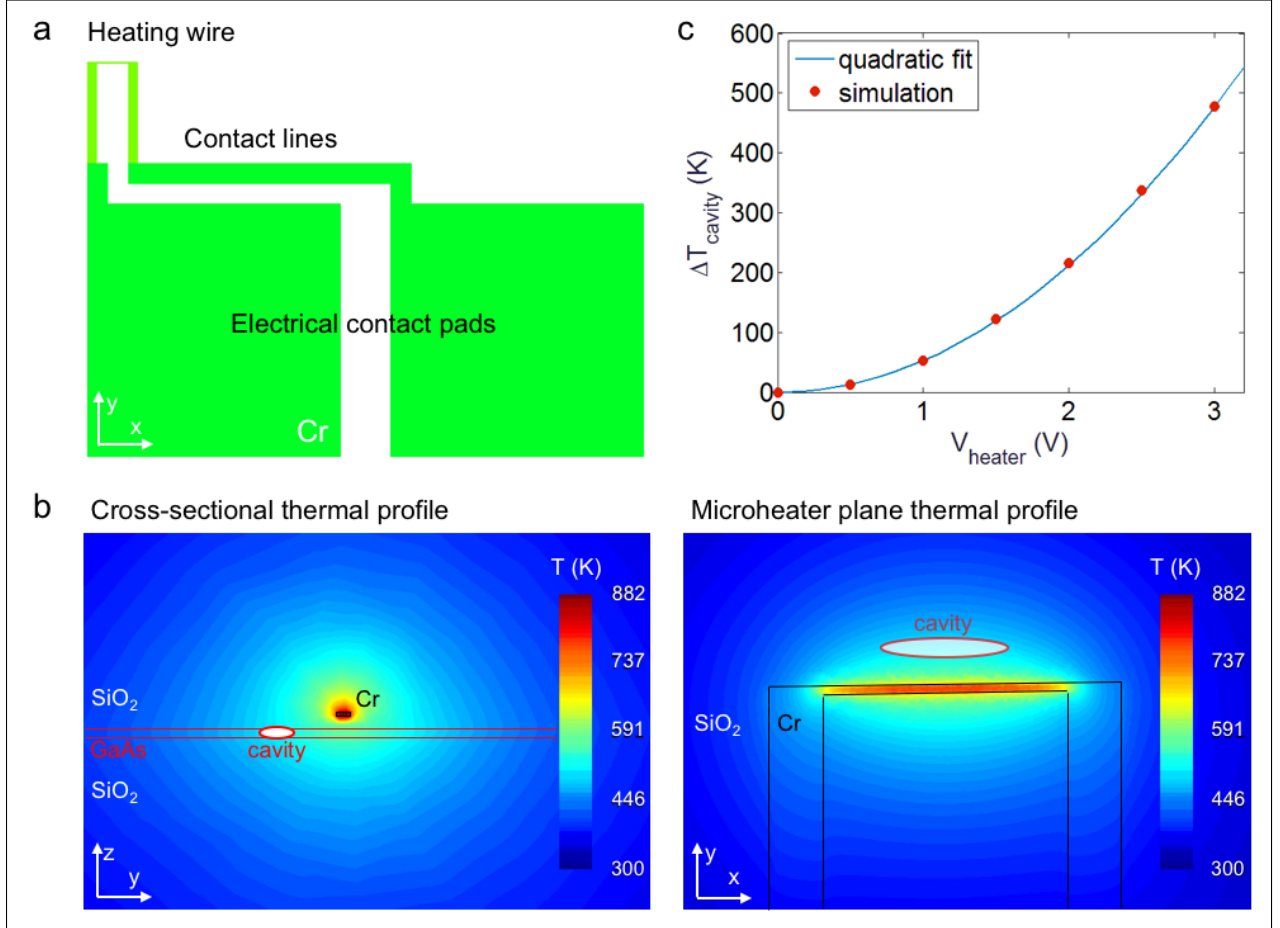 a Heating wire
Contact lines
Electrical contact pads
y
x
Cr
c
600
500
400
300
200
100
0
ΔT_cavity (K)
quadratic fit
simulation
0 1 2 3
V_heater (V)
b Cross-sectional thermal profile
T (K)
882
737
591
446
300
SiO₂
Cr
GaAs
cavity
SiO₂
z
y
Microheater plane thermal profile
T (K)
882
737
591
446
300
cavity
SiO₂
Cr
y
x